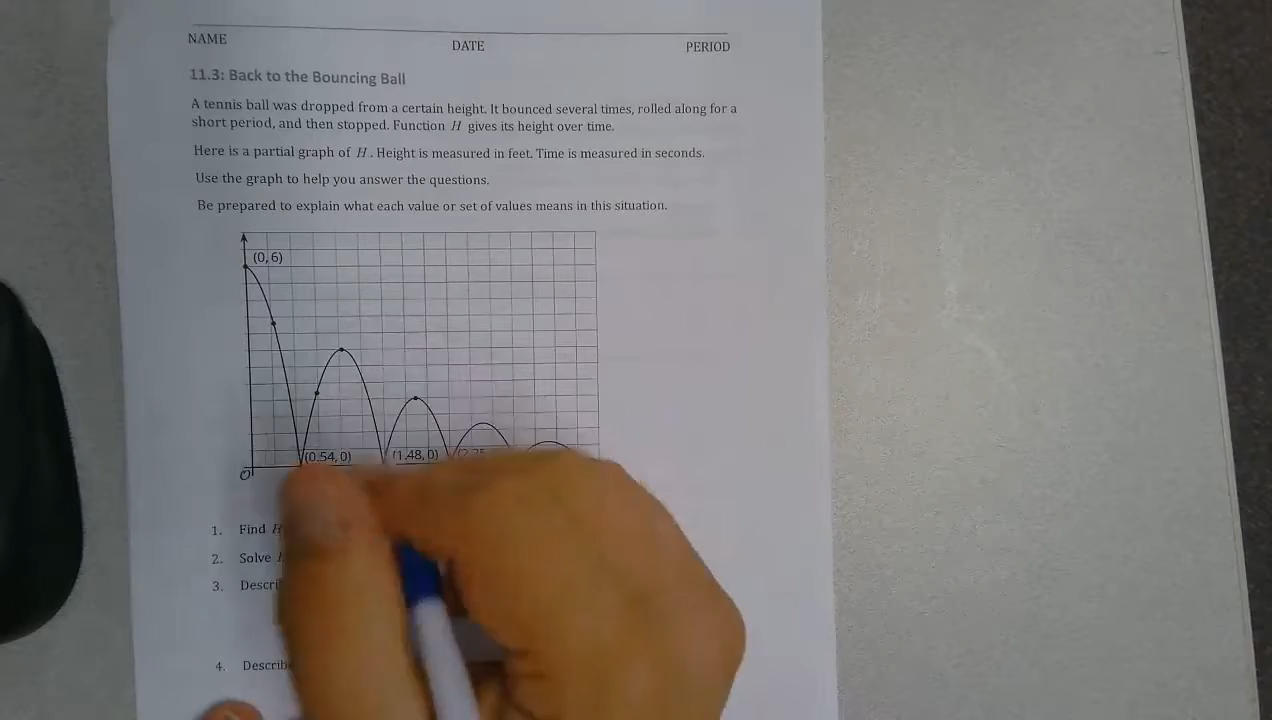 NAME DATE PERIOD
11.3: Back to the Bouncing Ball
A tennis ball was dropped from a certain height. It bounced several times, rolled along for a
short period, and then stopped. Function H gives its height over time.
Here is a partial graph of H. Height is measured in feet. Time is measured in seconds.
Use the graph to help you answer the questions.
Be prepared to explain what each value or set of values means in this situation.
(0,6)
(0.54, 0) (1.48, 0)
O
1. Find H
2. Solve
3.
4.